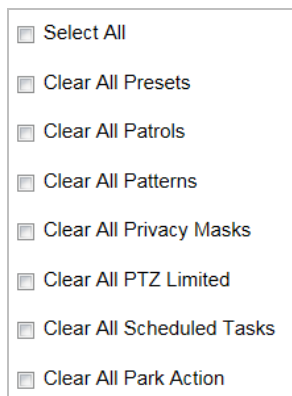 Select All
Clear All Presets
Clear All Patrols
Clear All Patterns
Clear All Privacy Masks
Clear All PTZ Limited
Clear All Scheduled Tasks
Clear All Park Action